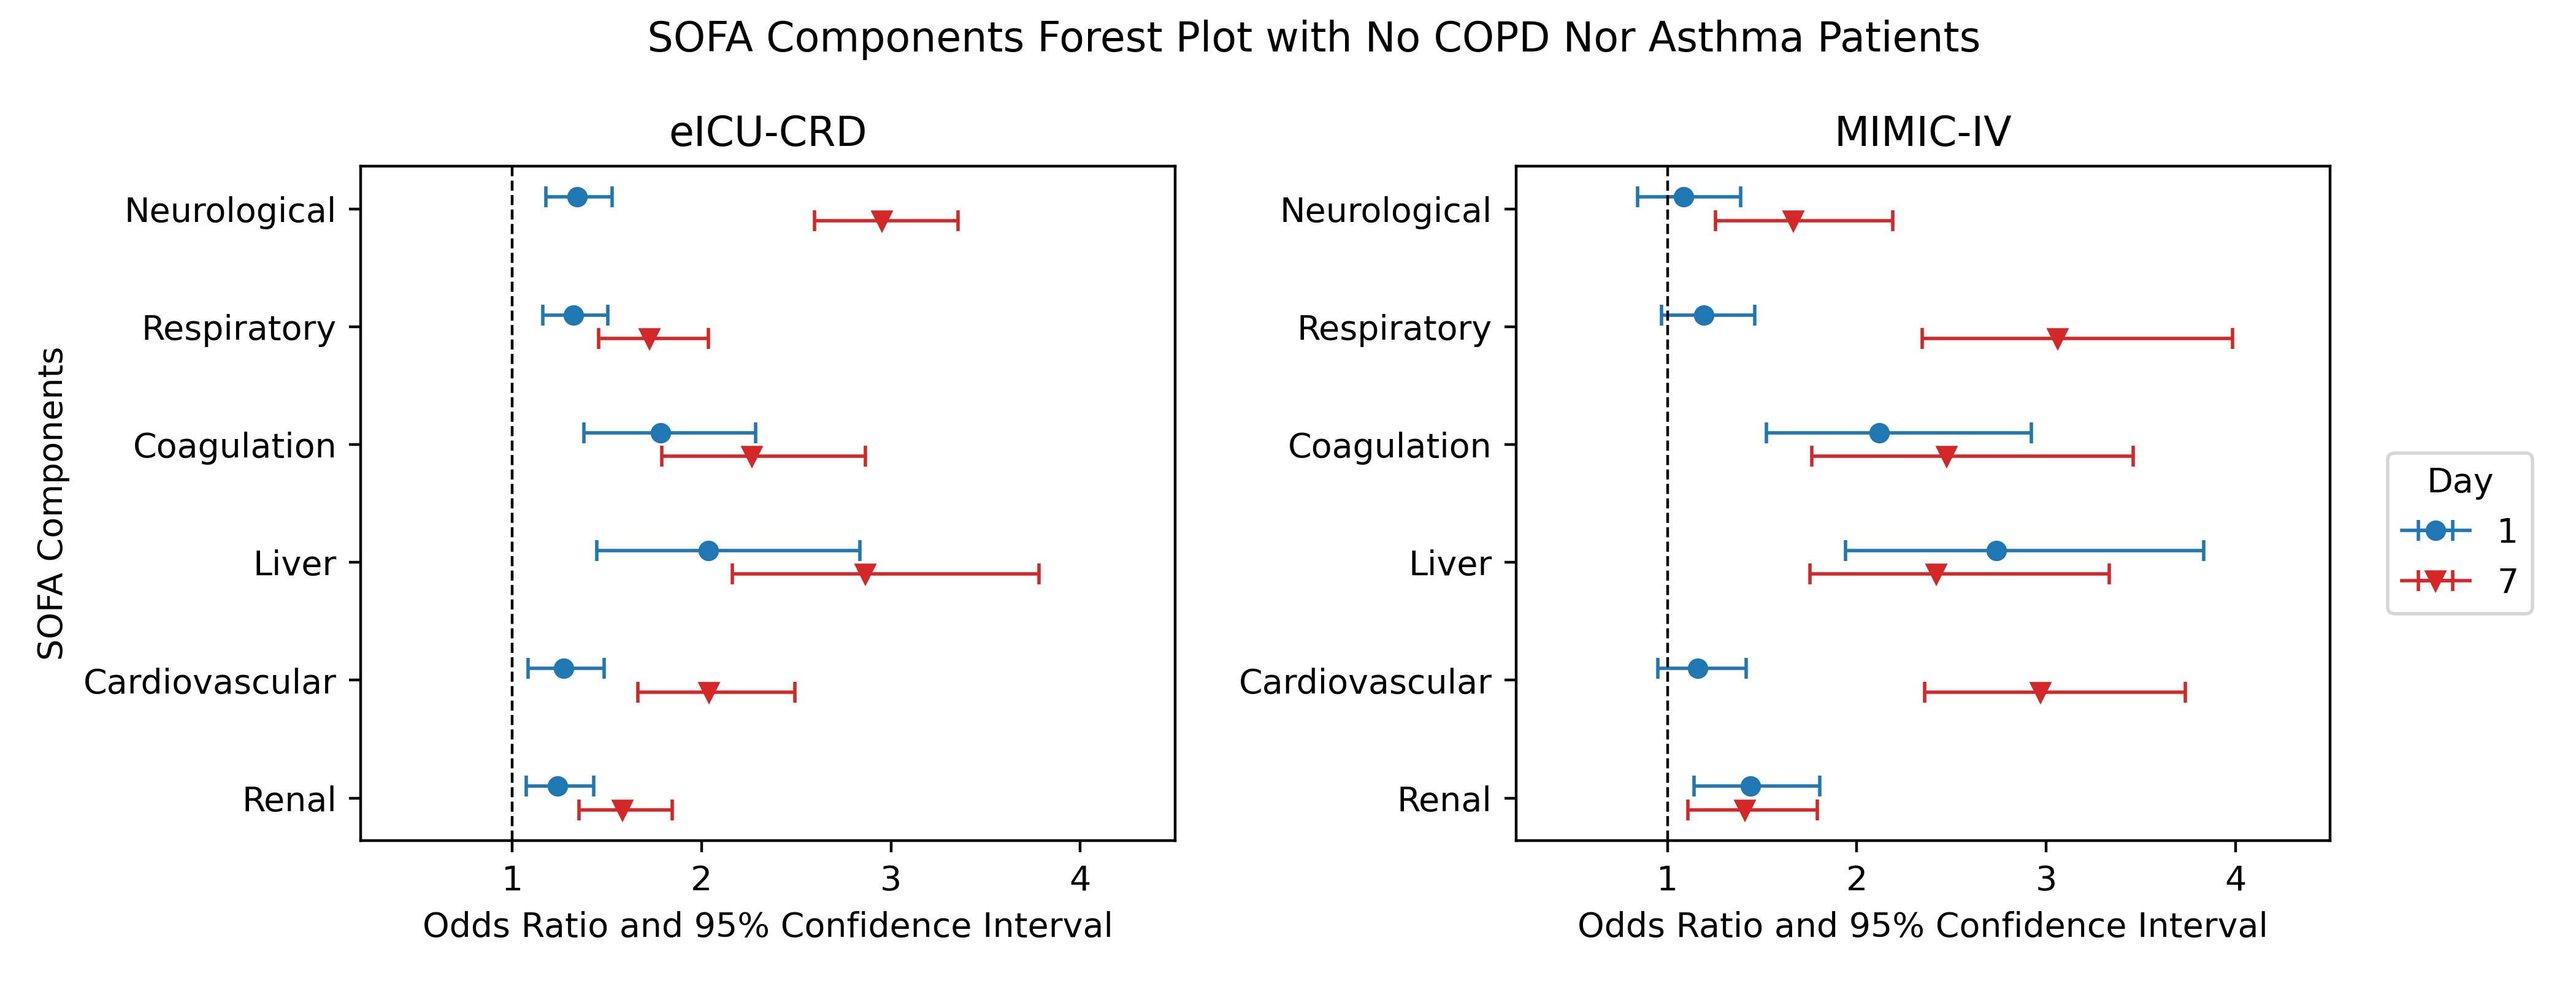 SOFA Components Forest Plot with No COPD Nor Asthma Patients
eICU-CRD
SOFA Components
Neurological
Respiratory
Coagulation
Liver
Cardiovascular
Renal
1 2 3 4
Odds Ratio and 95% Confidence Interval
MIMIC-IV
Neurological
Respiratory
Coagulation
Liver
Cardiovascular
Renal
1 2 3 4
Odds Ratio and 95% Confidence Interval
Day
1
7